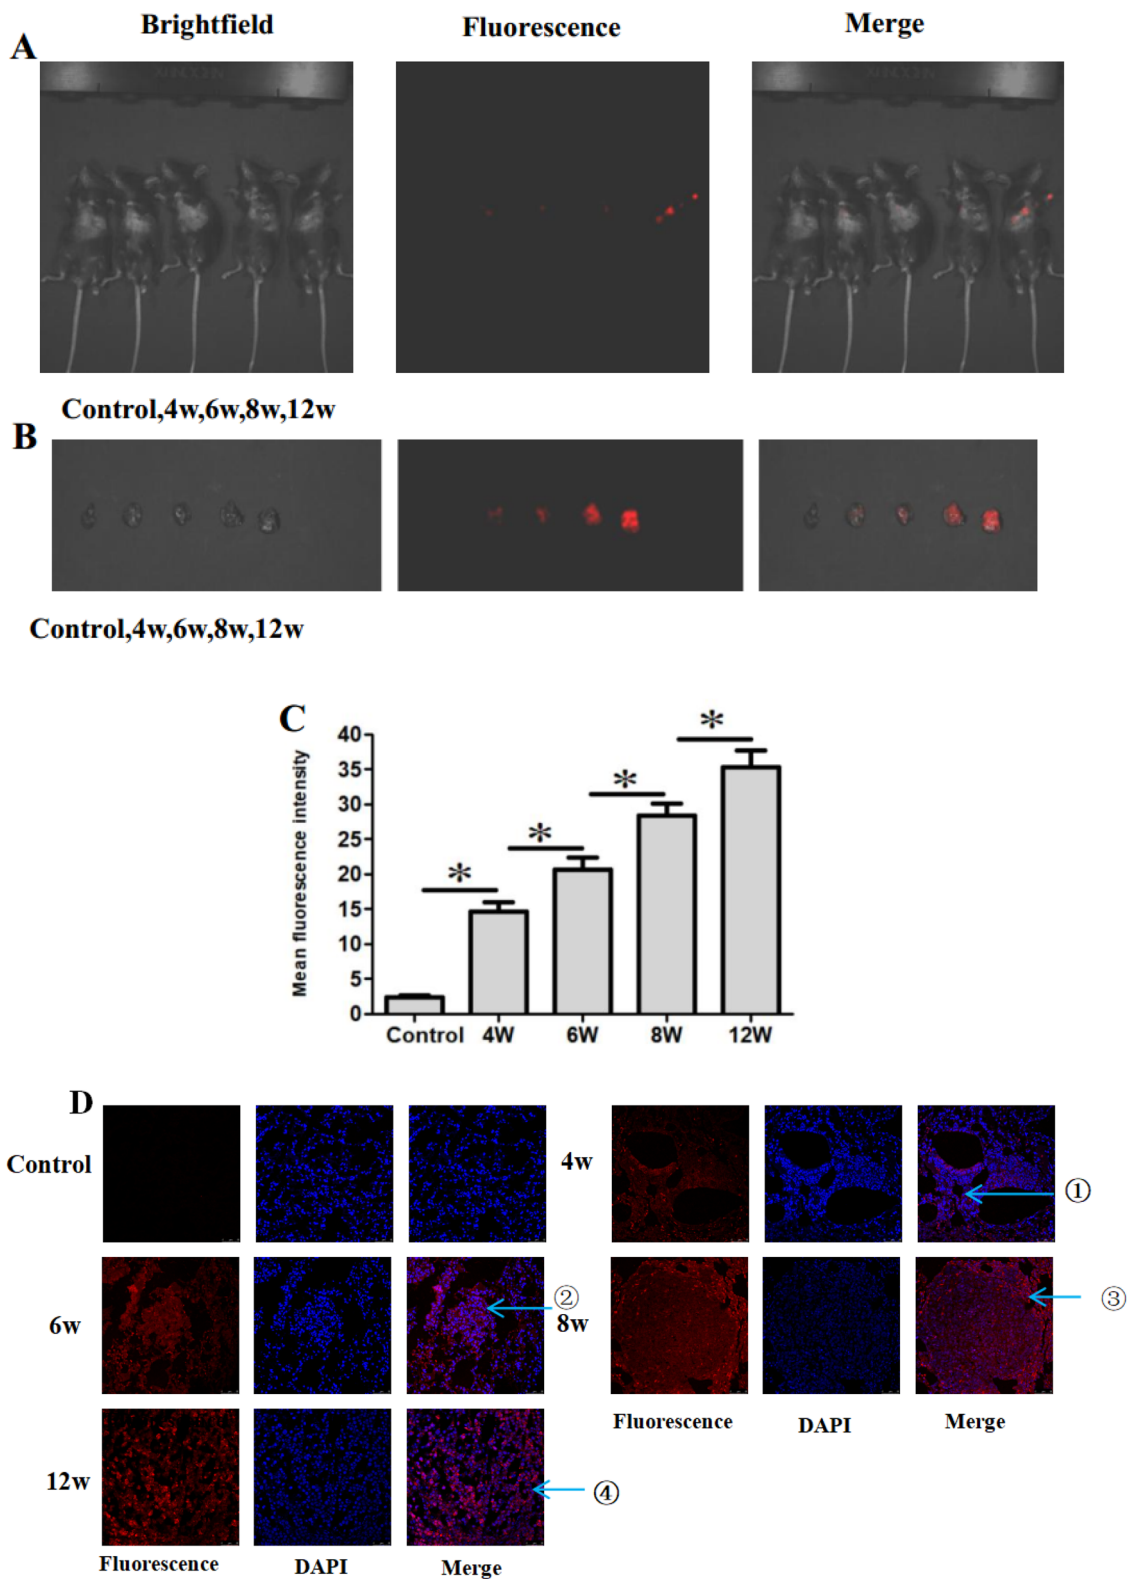 Brightfield
Fluorescence
Merge
A
Control,4w,6w,8w,12w
B
Control,4w,6w,8w,12w
C
Mean fluorescence intensity
40
35
30
25
20
15
10
5
0
*
*
*
*
Control 4W 6W 8W 12W
D
Control
4w
①
6w
②
8w
③
Fluorescence DAPI Merge
12w
④
Fluorescence DAPI Merge